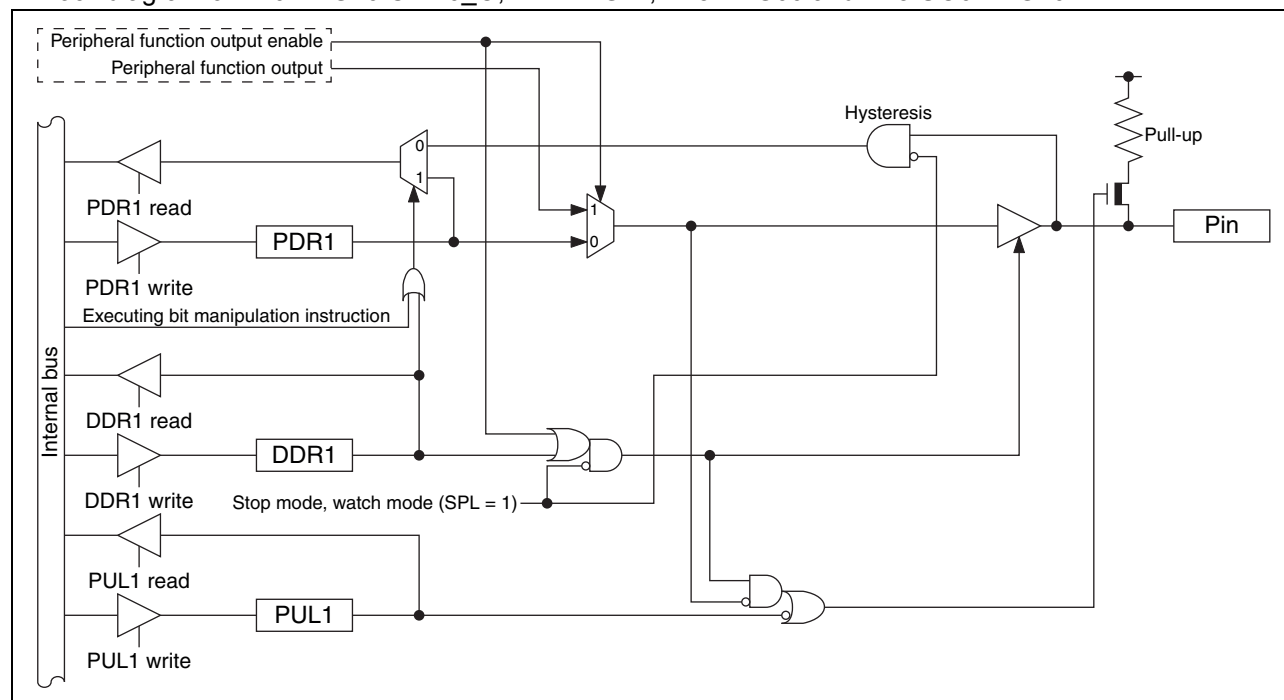 Peripheral function output enable
Peripheral function output
Hysteresis
Pull-up
0
1
PDR1 read
1
0
PDR1
Pin
PDR1 write
Executing bit manipulation instruction
Internal bus
DDR1 read
DDR1
DDR1 write
Stop mode, watch mode (SPL = 1)
PUL1 read
PUL1
PUL1 write